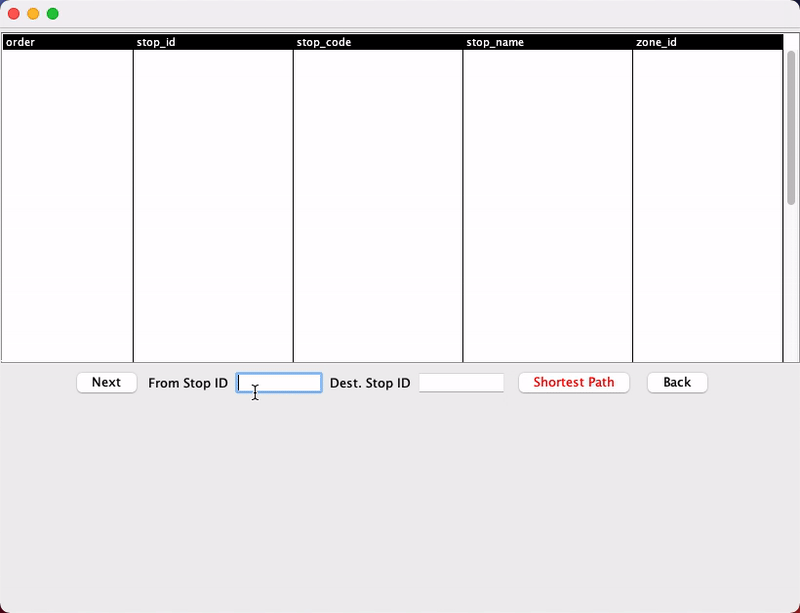 order stop_id stop_code stop_name zone_id
Next From Stop ID Dest. Stop ID Shortest Path Back